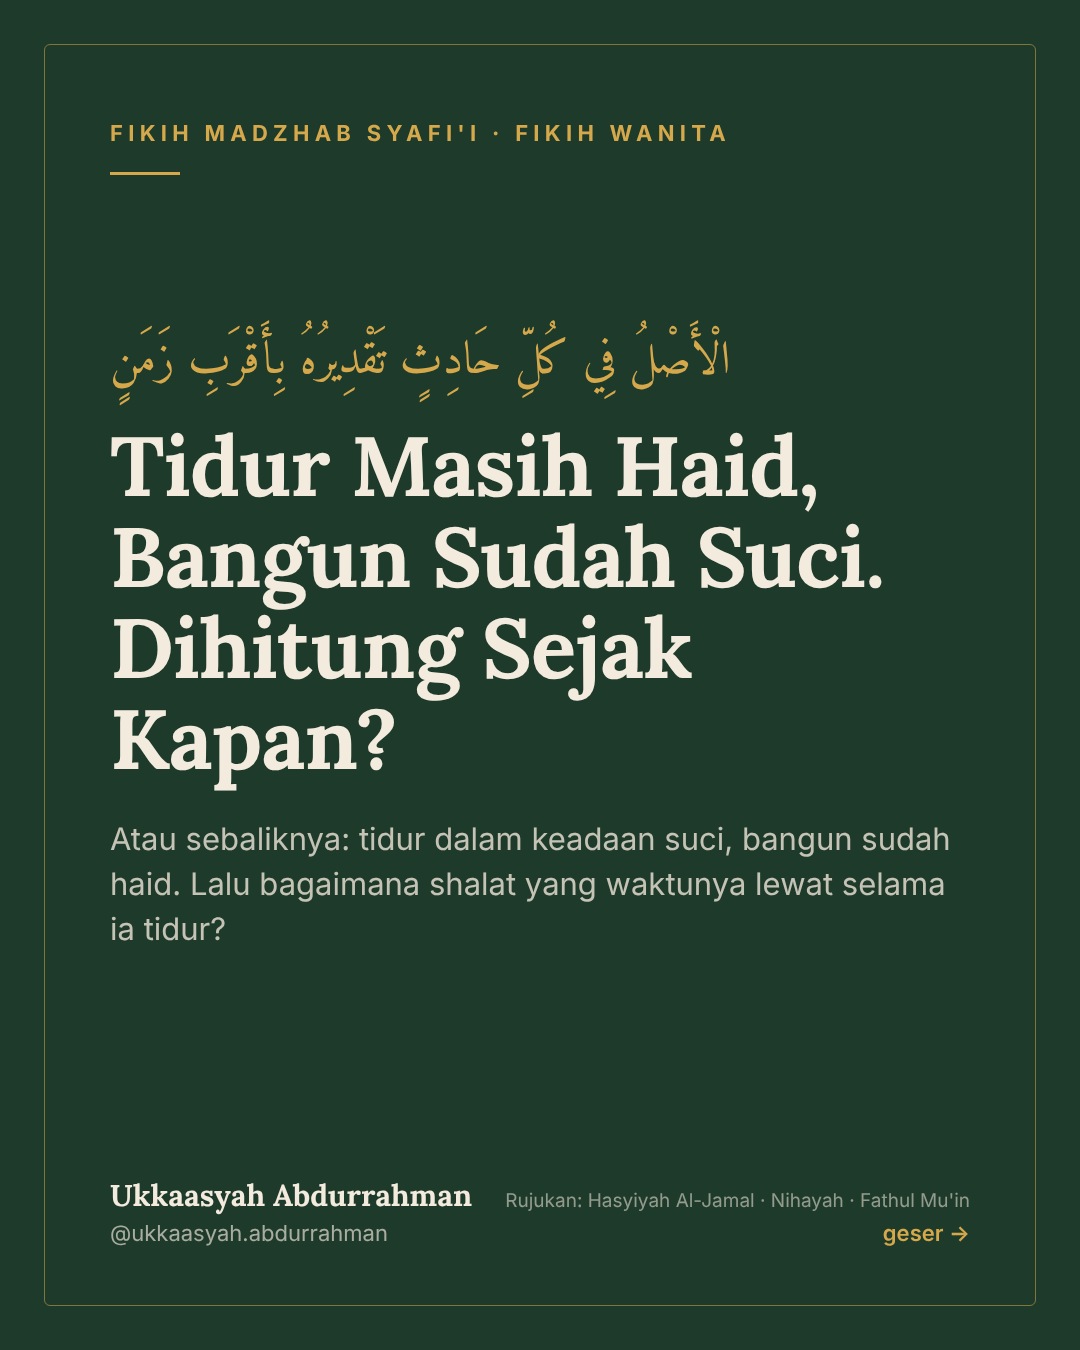 FIKIH MADZHAB SYAFI'I · FIKIH WANITA
الْأَصْلُ فِي كُلِّ حَادِثٍ تَقْدِيرُهُ بِأَقْرَبِ زَمَنٍ
Tidur Masih Haid,
Bangun Sudah Suci.
Dihitung Sejak
Kapan?
Atau sebaliknya: tidur dalam keadaan suci, bangun sudah
haid. Lalu bagaimana shalat yang waktunya lewat selama
ia tidur?
Ukkaasyah Abdurrahman
@ukkaasyah.abdurrahman
Rujukan: Hasyiyah Al-Jamal · Nihayah · Fathul Mu'in
geser →